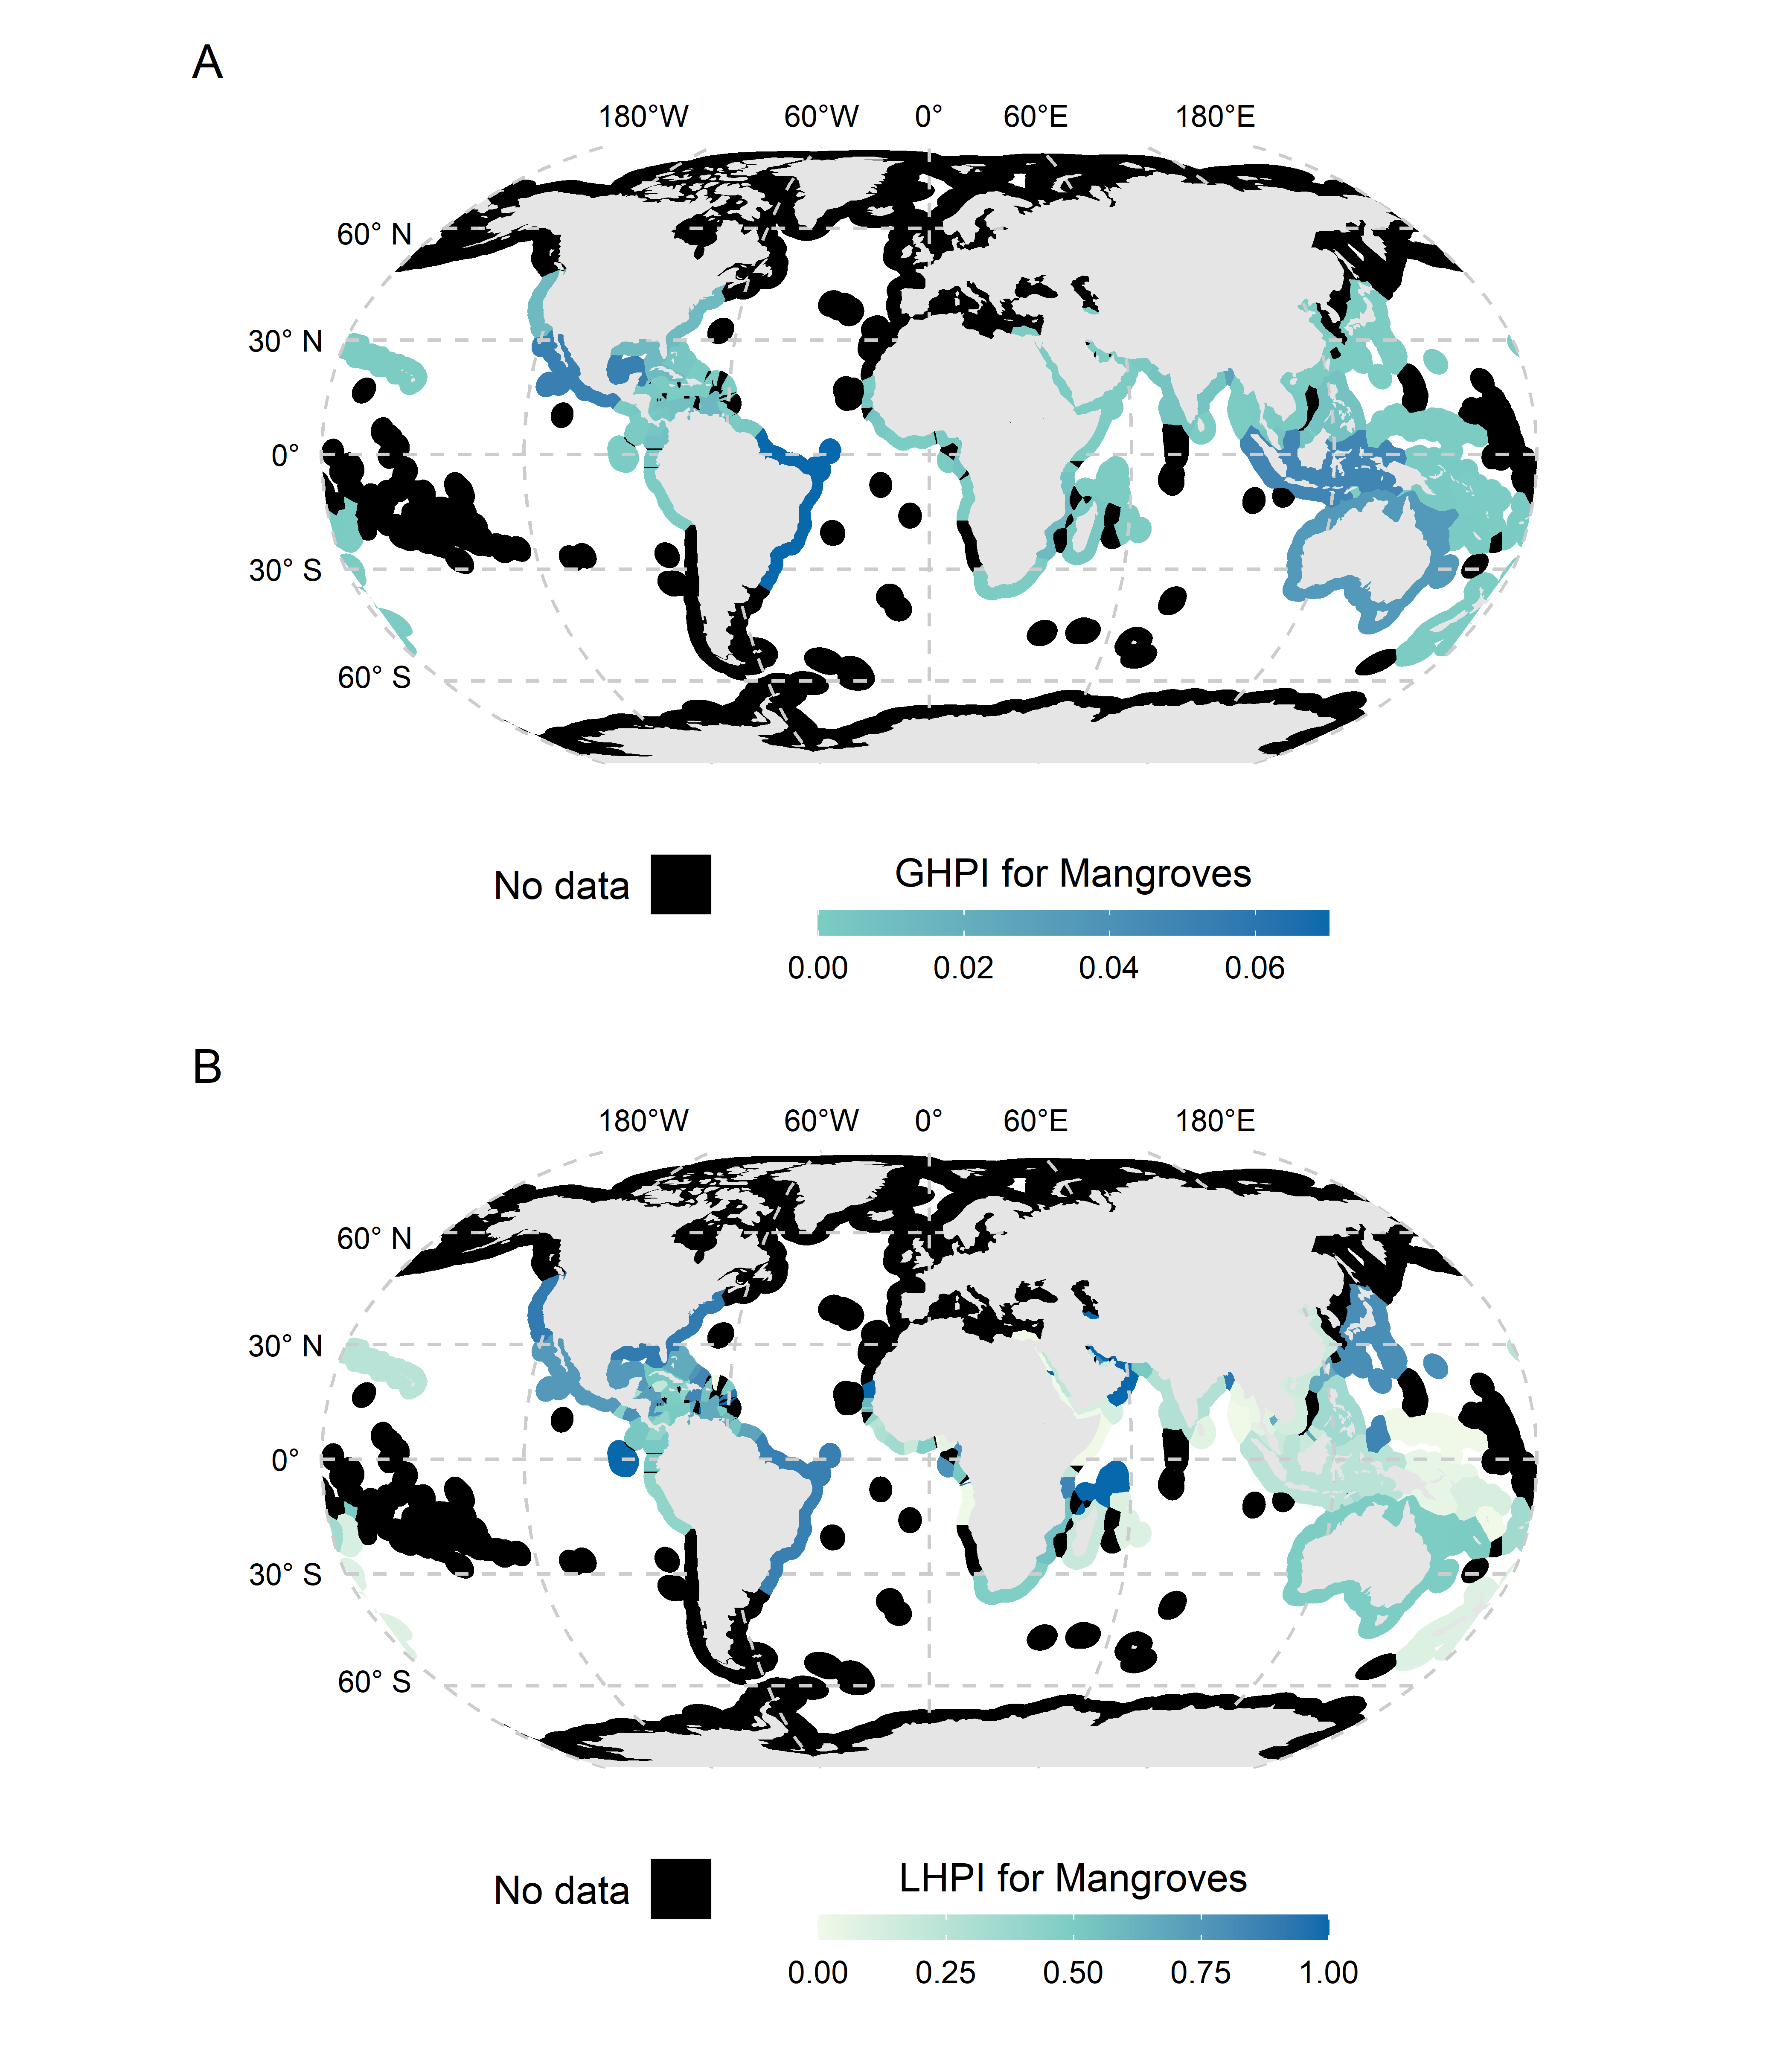 A
180°W 60°W 0° 60°E 180°E
60° N
30° N
0°
30° S
60° S
No data
GHPI for Mangroves
0.00 0.02 0.04 0.06
B
180°W 60°W 0° 60°E 180°E
60° N
30° N
0°
30° S
60° S
No data
LHPI for Mangroves
0.00 0.25 0.50 0.75 1.00